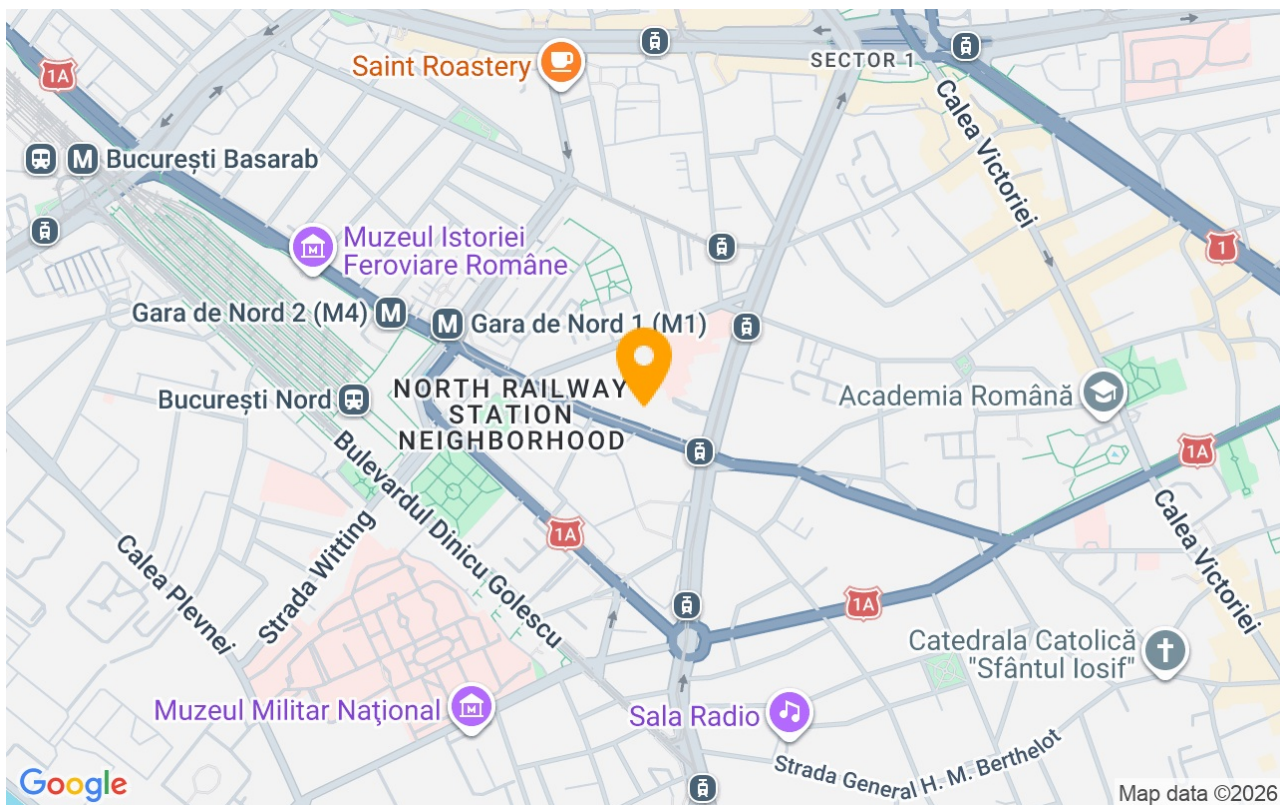 1A
Saint Roastery
SECTOR 1
Calea Victoriei
București Basarab
Muzeul Istoriei
Feroviare Române
1
Gara de Nord 2 (M4)
Gara de Nord 1 (M1)
București Nord
NORTH RAILWAY
STATION
NEIGHBORHOOD
Academia Română
1A
Bulevardul Dinicu Golescu
Strada Witting
Calea Plevnei
1A
Calea Victoriei
1A
Catedrala Catolică
"Sfântul Iosif"
Muzeul Militar Naţional
Sala Radio
Strada General H. M. Berthelot
Google
Map data ©2026